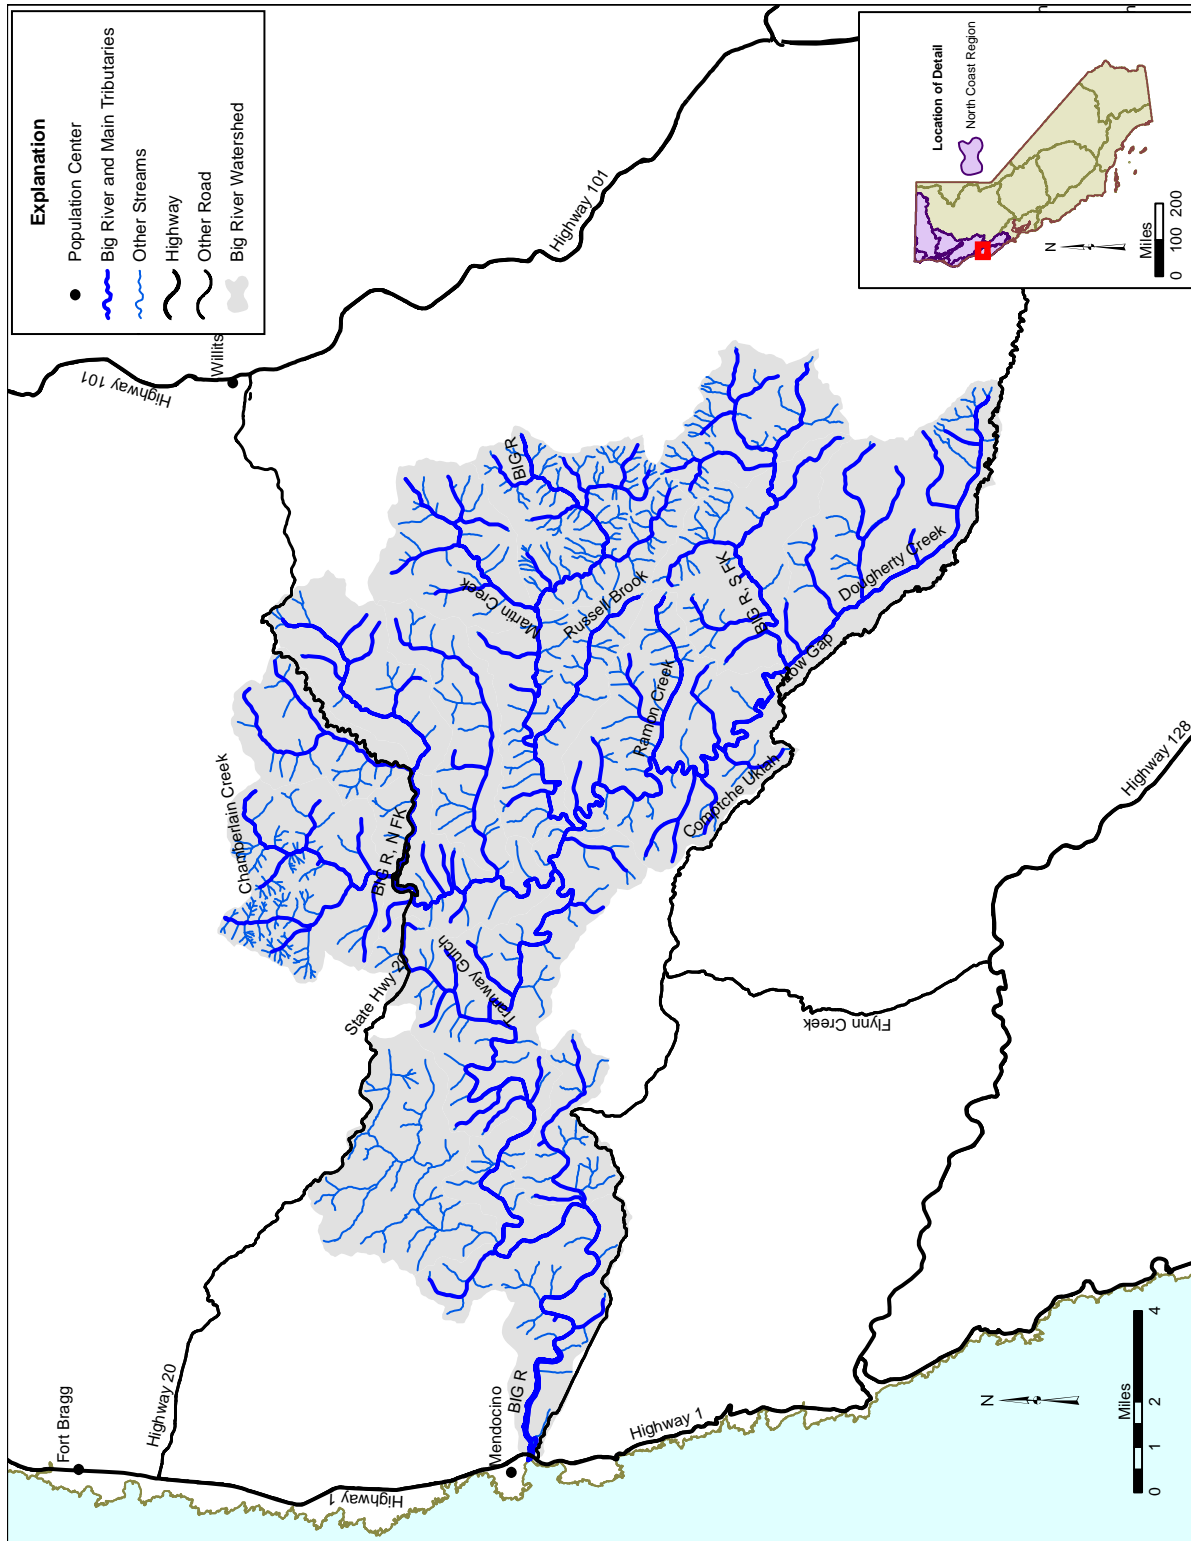 Explanation
Population Center
Big River and Main Tributaries
Other Streams
Highway
Other Road
Big River Watershed
Location of Detail
North Coast Region
N
Miles
0 100 200
Fort Bragg
Highway 20
Highway 1
Mendocino
BIG R
Highway 1
State Hwy 20
Tramway Gulch
Chamberlain Creek
BIG R, N FK
Martin Creek
Russell Brook
BIG R
Ramon Creek
BIG R, S FK
Dougherty Creek
Low Gap
Comptche Ukiah
Flynn Creek
Highway 128
Willits
Highway 101
Highway 101
N
Miles
0 1 2 4